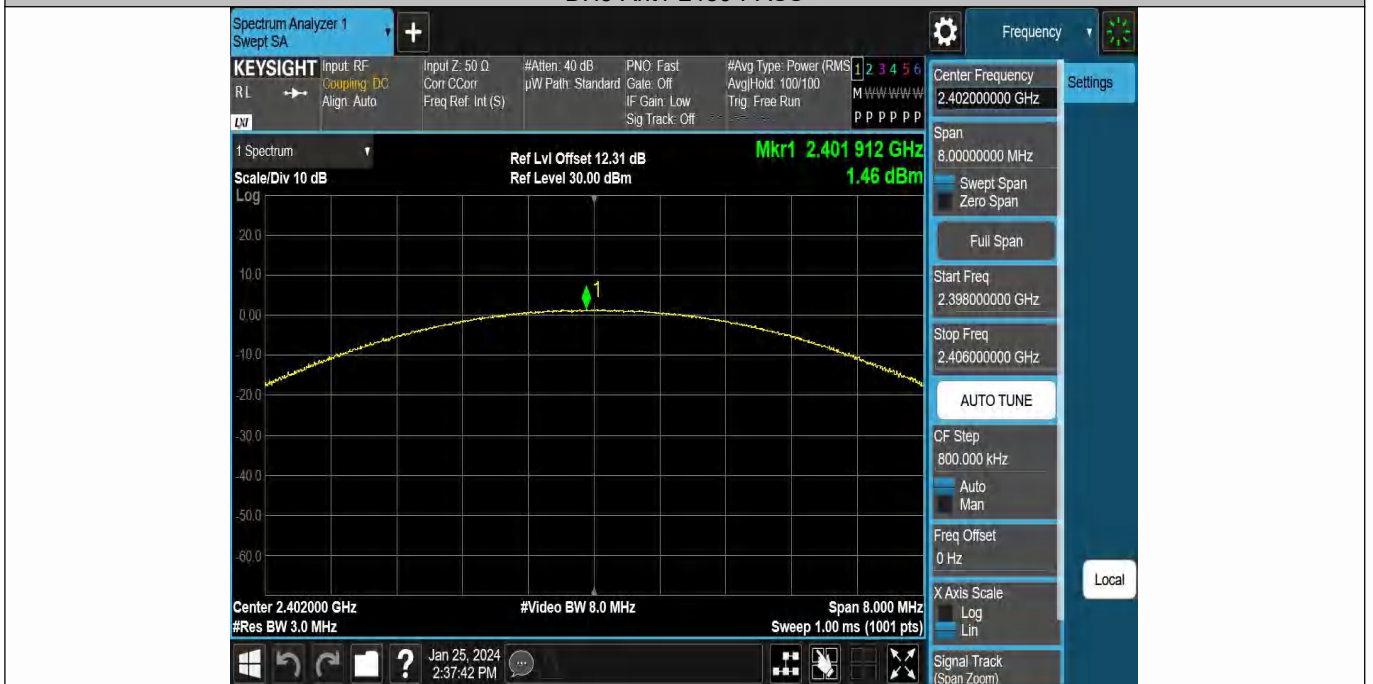 Spectrum Analyzer 1
Swept SA
+
Frequency
KEYSIGHT
RL
LXI
Input: RF
Coupling: DC
Align: Auto
Input Z: 50 Ω
Corr CCorr
Freq Ref: Int (S)
#Atten: 40 dB
µW Path: Standard
PNO: Fast
Gate: Off
IF Gain: Low
Sig Track: Off
#Avg Type: Power (RMS
Avg|Hold: 100/100
Trig: Free Run
1 2 3 4 5 6
M W W W W W
P P P P P P
1 Spectrum
Scale/Div 10 dB
Ref Lvl Offset 12.31 dB
Ref Level 30.00 dBm
Mkr1 2.401 912 GHz
1.46 dBm
Log
20.0
10.0
0.00
-10.0
-20.0
-30.0
-40.0
-50.0
-60.0
1
Center 2.402000 GHz
#Res BW 3.0 MHz
#Video BW 8.0 MHz
Span 8.000 MHz
Sweep 1.00 ms (1001 pts)
Center Frequency
2.402000000 GHz
Settings
Span
8.00000000 MHz
Swept Span
Zero Span
Full Span
Start Freq
2.398000000 GHz
Stop Freq
2.406000000 GHz
AUTO TUNE
CF Step
800.000 kHz
Auto
Man
Freq Offset
0 Hz
X Axis Scale
Log
Lin
Local
Signal Track
(Span Zoom)
?
Jan 25, 2024
2:37:42 PM